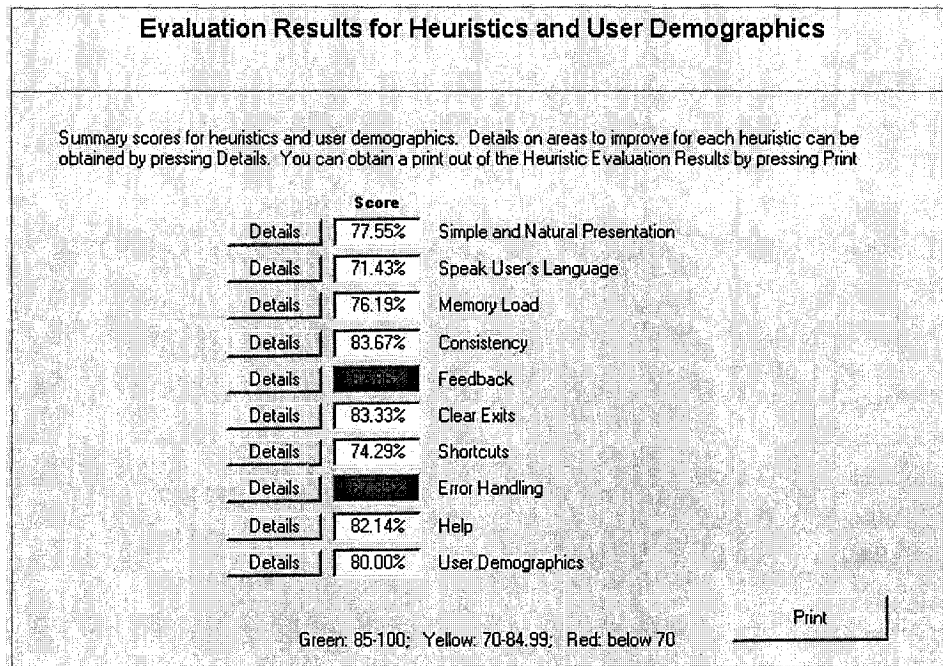 Evaluation Results for Heuristics and User Demographics
Summary scores for heuristics and user demographics. Details on areas to improve for each heuristic can be
obtained by pressing Details. You can obtain a print out of the Heuristic Evaluation Results by pressing Print
Score
Details 77.55% Simple and Natural Presentation
Details 71.43% Speak User's Language
Details 76.19% Memory Load
Details 83.67% Consistency
Details Feedback
Details 83.33% Clear Exits
Details 74.29% Shortcuts
Details Error Handling
Details 82.14% Help
Details 80.00% User Demographics
Print
Green: 85-100; Yellow: 70-84.99; Red: below 70